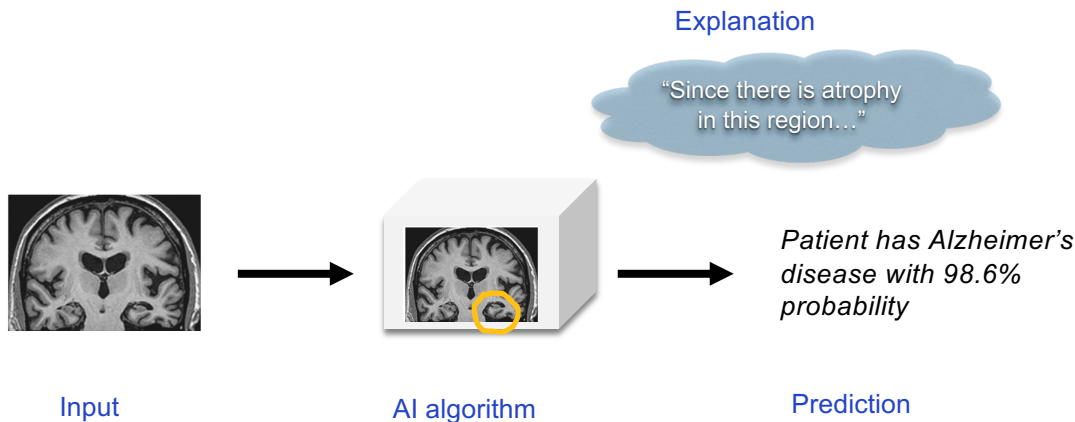 Explanation
“Since there is atrophy
in this region…”
Patient has Alzheimer’s
disease with 98.6%
probability
Input
AI algorithm
Prediction